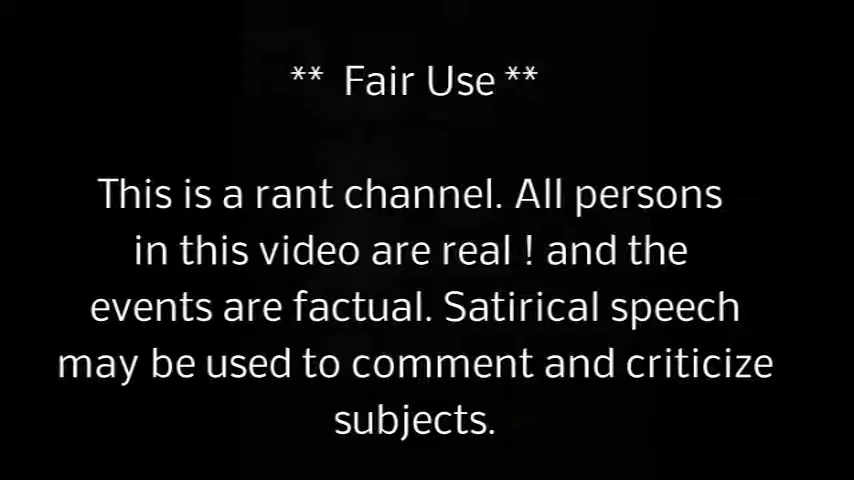 ** Fair Use **
This is a rant channel. All persons
in this video are real ! and the
events are factual. Satirical speech
may be used to comment and criticize
subjects.